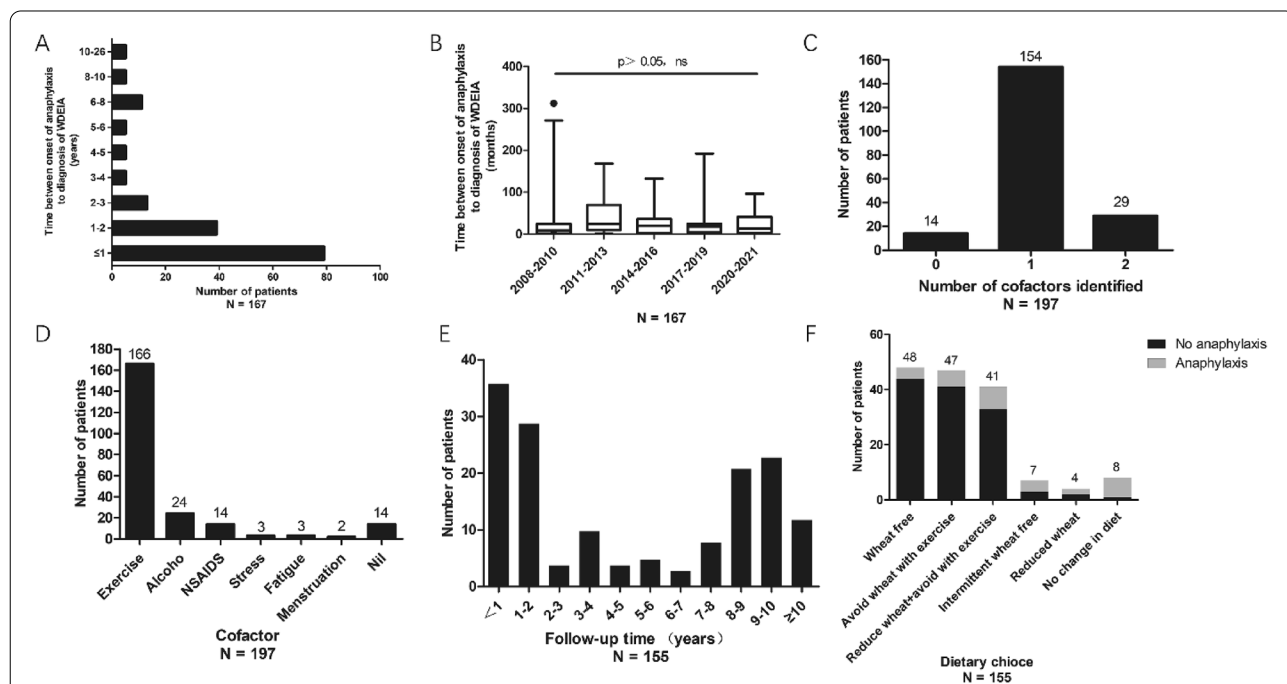 A
Time between onset of anaphylaxis
to diagnosis of WDEIA
(years)
10-26
8-10
6-8
5-6
4-5
3-4
2-3
1-2
≤1
0 20 40 60 80 100
Number of patients
N = 167
B
p＞0.05，ns
Time between onset of anaphylaxis
to diagnosis of WDEIA
(months)
400
300
200
100
0
2008-2010
2011-2013
2014-2016
2017-2019
2020-2021
N = 167
C
Number of patients
160
140
120
100
80
60
40
20
0
14
154
29
0 1 2
Number of cofactors identified
N = 197
D
Number of patients
180
160
140
120
100
80
60
40
20
0
166
24
14
3
3
2
14
Exercise
Alcoho
NSAIDS
Stress
Fatigue
Menstruation
Nil
Cofactor
N = 197
E
Number of patients
40
30
20
10
0
＜1
1-2
2-3
3-4
4-5
5-6
6-7
7-8
8-9
9-10
≥10
Follow-up time （years）
N = 155
F
No anaphylaxis
Anaphylaxis
Number of patients
60
40
20
0
48
47
41
7
4
8
Wheat free
Avoid wheat with exercise
Reduce wheat+avoid with exercise
Intermittent wheat free
Reduced wheat
No change in diet
Dietary chioce
N = 155